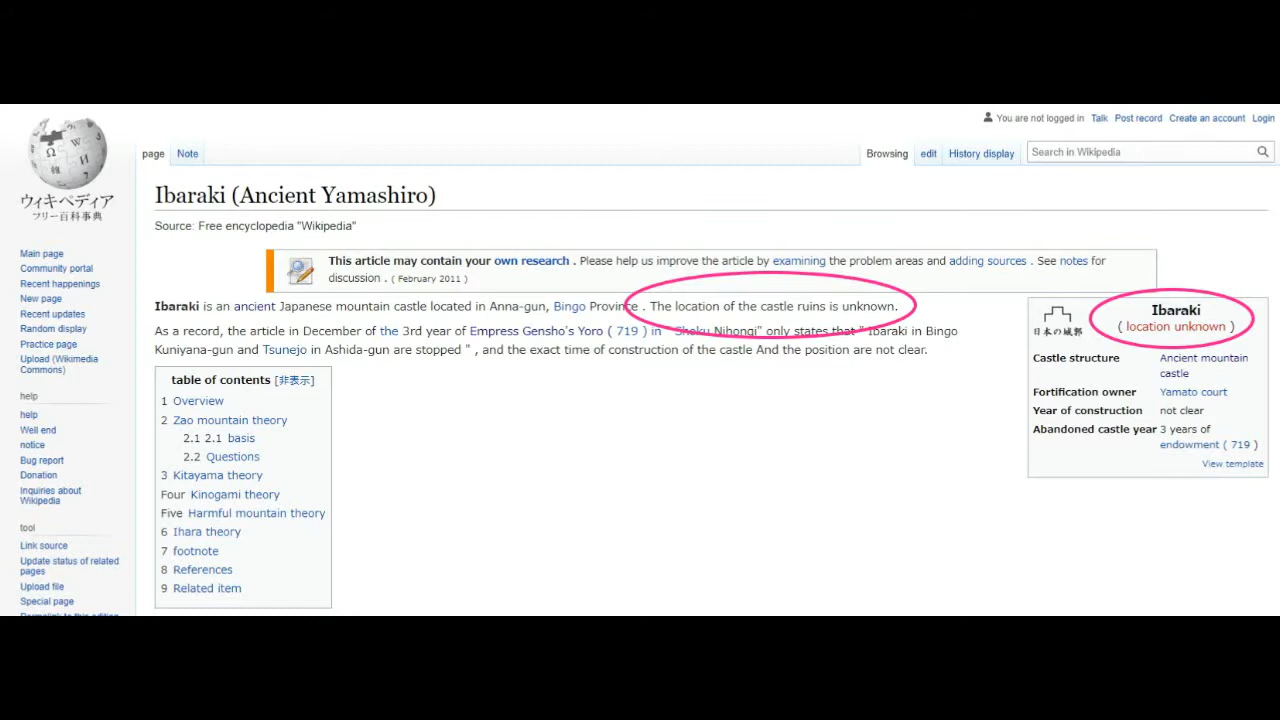 You are not logged in Talk Post record Create an account Login
page Note Browsing edit History display Search in Wikipedia
ウィキペディア
フリー百科事典
Ibaraki (Ancient Yamashiro)
Source: Free encyclopedia "Wikipedia"
This article may contain your own research . Please help us improve the article by examining the problem areas and adding sources . See notes for
discussion . ( February 2011 )
Ibaraki is an ancient Japanese mountain castle located in Anna-gun, Bingo Province . The location of the castle ruins is unknown.
As a record, the article in December of the 3rd year of Empress Gensho's Yoro ( 719 ) in "Shoku Nihongi" only states that " Ibaraki in Bingo
Kuniyana-gun and Tsunejo in Ashida-gun are stopped " , and the exact time of construction of the castle And the position are not clear.
table of contents [非表示]
1 Overview
2 Zao mountain theory
2.1 2.1 basis
2.2 Questions
3 Kitayama theory
Four Kinogami theory
Five Harmful mountain theory
6 Ihara theory
7 footnote
8 References
9 Related item
日本の城郭
Ibaraki
( location unknown )
Castle structure Ancient mountain
castle
Fortification owner Yamato court
Year of construction not clear
Abandoned castle year 3 years of
endowment ( 719 )
View template
Main page
Community portal
Recent happenings
New page
Recent updates
Random display
Practice page
Upload (Wikimedia
Commons)
help
help
Well end
notice
Bug report
Donation
Inquiries about
Wikipedia
tool
Link source
Update status of related
pages
Upload file
Special page